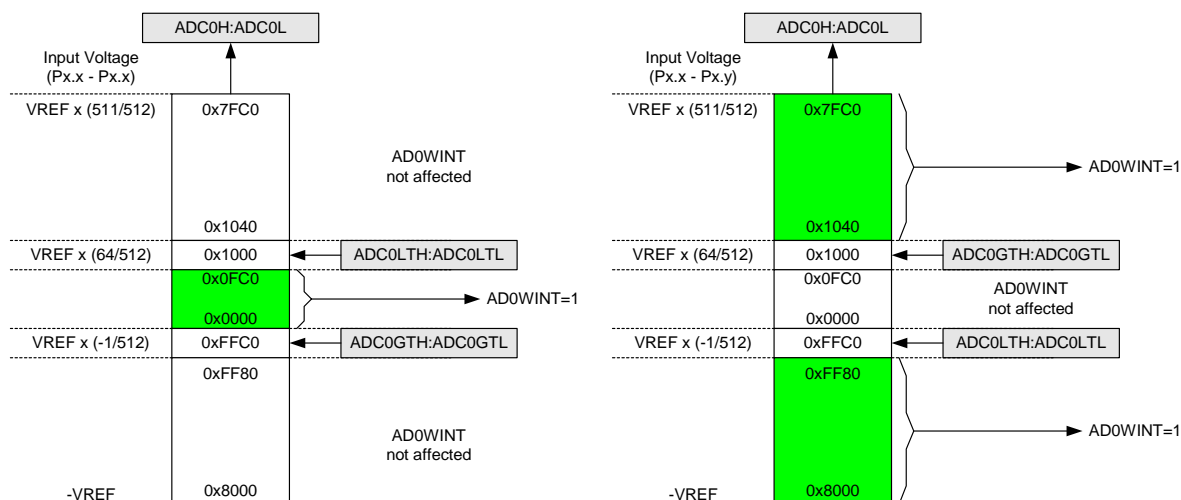 ADC0H:ADC0L
Input Voltage
(Px.x - Px.x)
VREF x (511/512)
0x7FC0
AD0WINT
not affected
0x1040
VREF x (64/512)
0x1000
ADC0LTH:ADC0LTL
0x0FC0
AD0WINT=1
0x0000
VREF x (-1/512)
0xFFC0
ADC0GTH:ADC0GTL
0xFF80
AD0WINT
not affected
-VREF
0x8000
ADC0H:ADC0L
Input Voltage
(Px.x - Px.y)
VREF x (511/512)
0x7FC0
AD0WINT=1
0x1040
VREF x (64/512)
0x1000
ADC0GTH:ADC0GTL
0x0FC0
AD0WINT
not affected
0x0000
VREF x (-1/512)
0xFFC0
ADC0LTH:ADC0LTL
0xFF80
AD0WINT=1
-VREF
0x8000